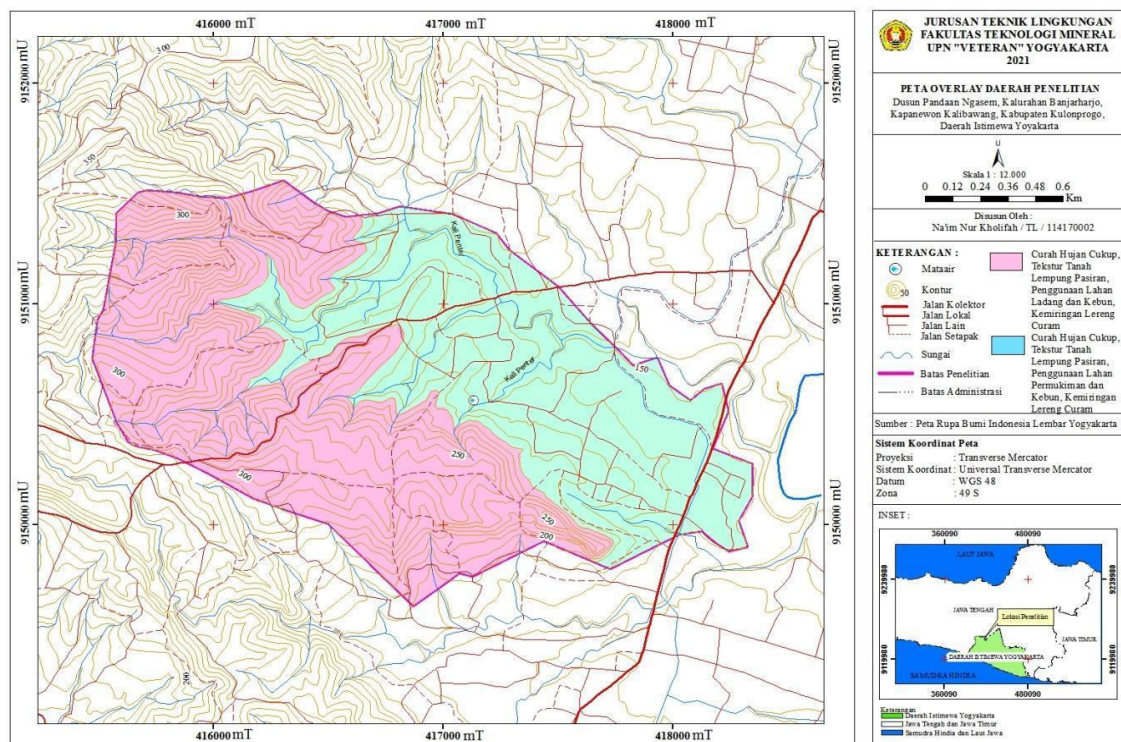 416000 mT
417000 mT
418000 mT
9152000 mU
9151000 mU
9150000 mU
9152000 mU
9151000 mU
9150000 mU
416000 mT
417000 mT
418000 mT
300
350
300
300
300
250
250
200
200
150
Kali Penter
JURUSAN TEKNIK LINGKUNGAN
FAKULTAS TEKNOLOGI MINERAL
UPN "VETERAN" YOGYAKARTA
2021
PETA OVERLAY DAERAH PENELITIAN
Dusun Pandaan Ngasem, Kalurahan Banjarharjo,
Kapanewon Kalibawang, Kabupaten Kulonprogo,
Daerah Istimewa Yoyakarta
U
Skala 1 : 12.000
0 0.12 0.24 0.36 0.48 0.6
Km
Disusun Oleh :
Na'im Nur Kholifah / TL / 114170002
KETERANGAN :
Mataair
50
Kontur
Jalan Kolektor
Jalan Lokal
Jalan Lain
Jalan Setapak
Sungai
Batas Penelitian
Batas Administrasi
Curah Hujan Cukup,
Tekstur Tanah
Lempung Pasiran,
Penggunaan Lahan
Ladang dan Kebun,
Kemiringan Lereng
Curam
Curah Hujan Cukup,
Tekstur Tanah
Lempung Pasiran,
Penggunaan Lahan
Permukiman dan
Kebun, Kemiringan
Lereng Curam
Sumber : Peta Rupa Bumi Indonesia Lembar Yogyakarta
Sistem Koordinat Peta
Proyeksi : Transverse Mercator
Sistem Koordinat : Universal Transverse Mercator
Datum : WGS 48
Zona : 49 S
INSET :
360090
480090
LAUT JAWA
9239980
9239980
JAWA TENGAH
Lokasi Penelitian
JAWA TIMUR
9119980
9119980
DAERAH ISTIMEWA YOGYAKARTA
SAMUDRA HINDIA
360090
480090
Keterangan
Daerah Istimewa Yogyakarta
Jawa Tengah dan Jawa Timur
Samudra Hindia dan Laut Jawa